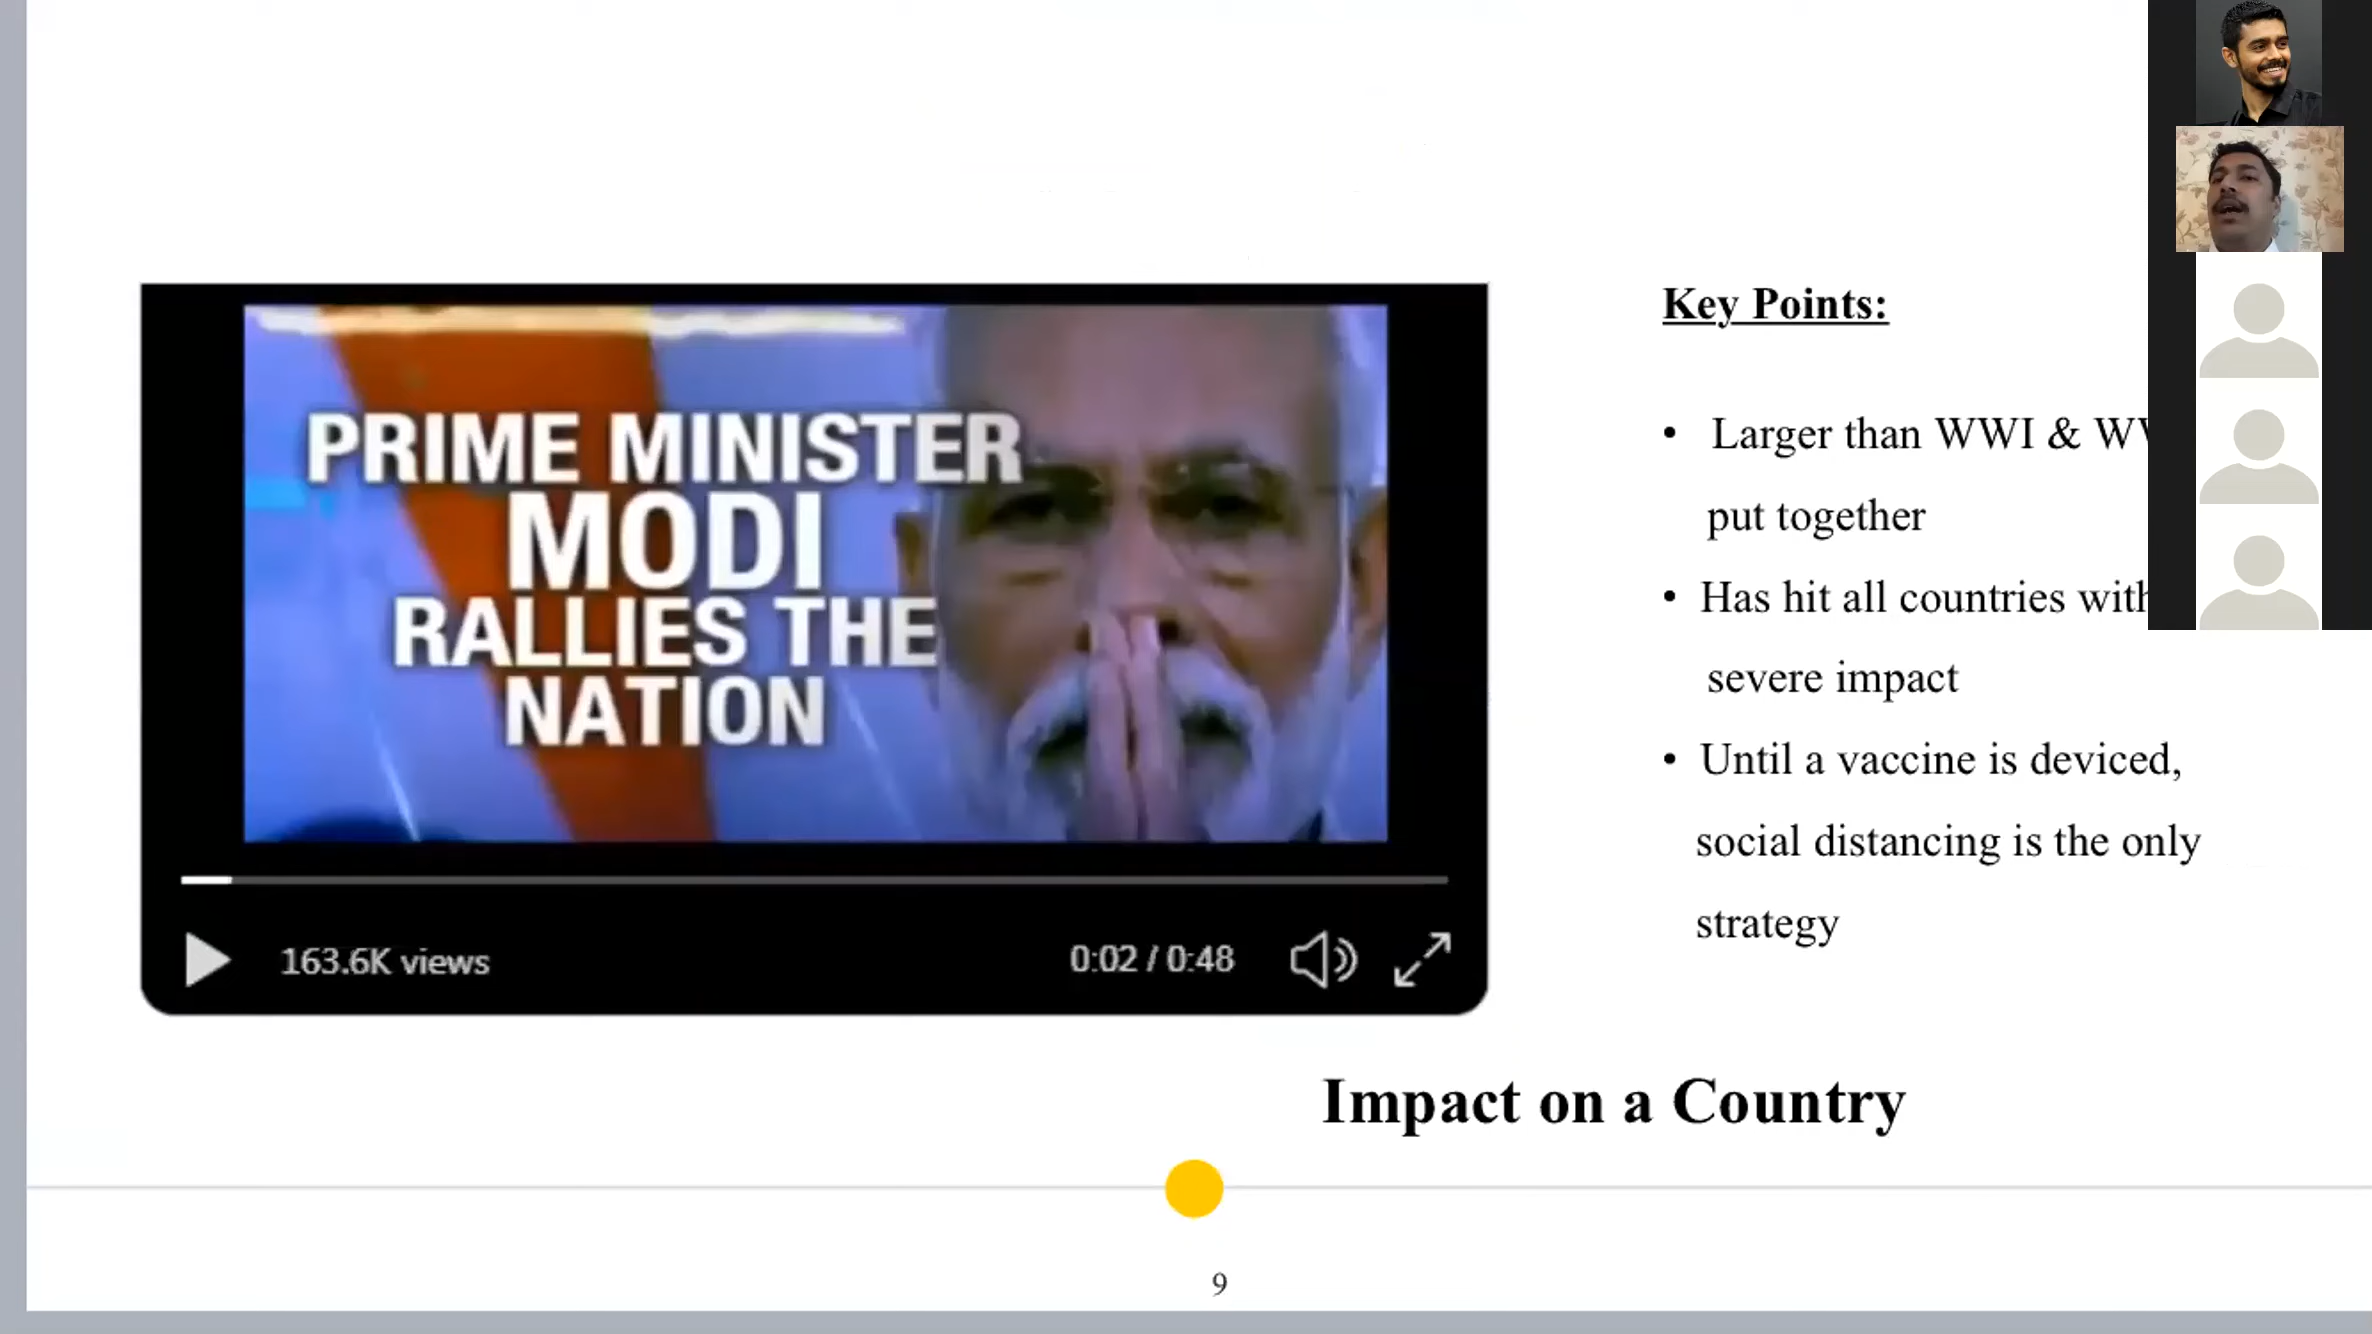 PRIME MINISTER
MODI
RALLIES THE
NATION
163.6K views
0:02 / 0:48
Key Points:
• Larger than WWI &
put together
• Has hit all countries with
severe impact
• Until a vaccine is deviced,
social distancing is the only
strategy
Impact on a Country
9